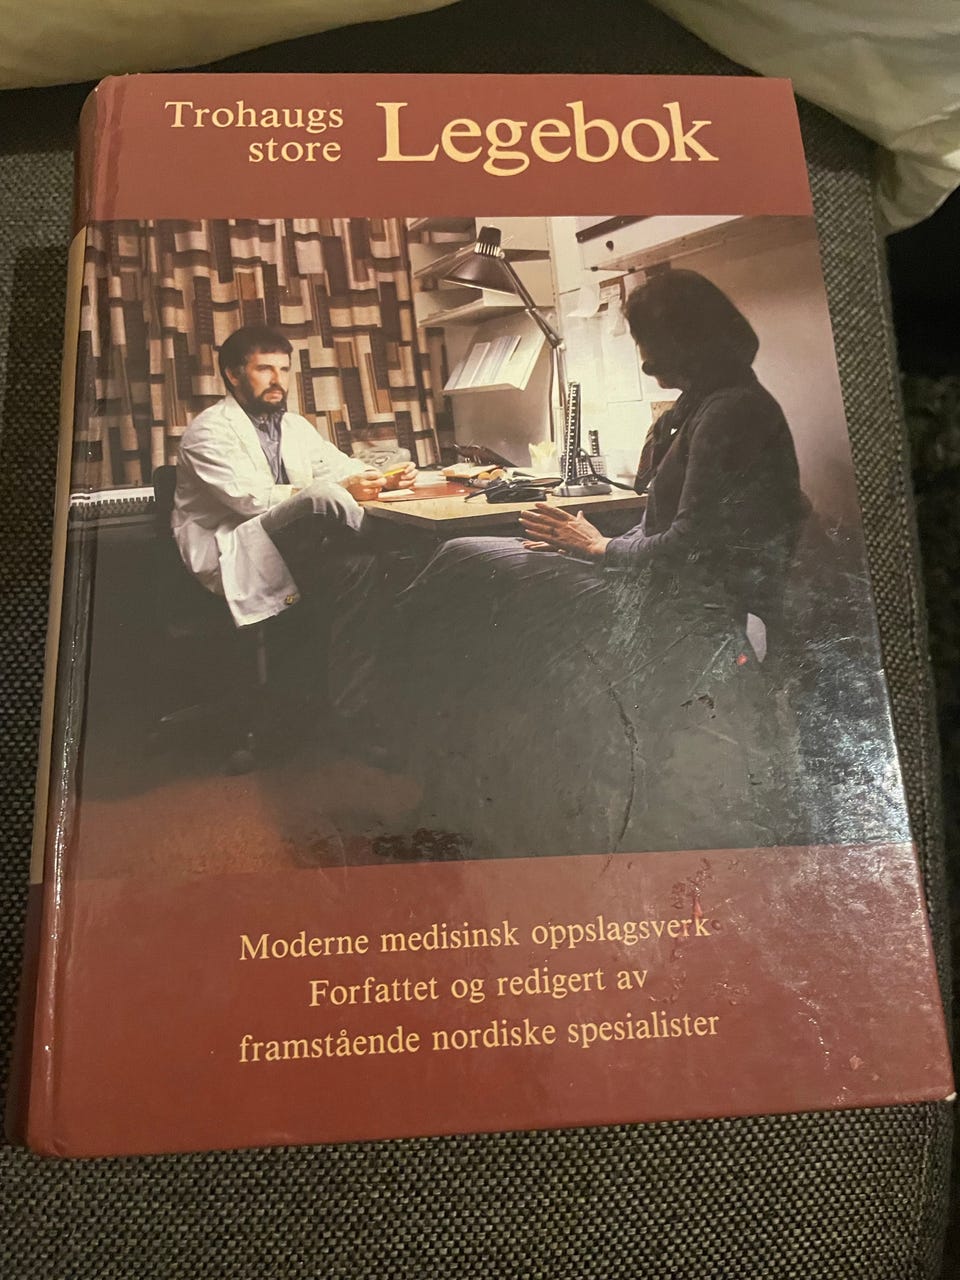 Trohaugs
store
Legebok
Moderne medisinsk oppslagsverk
Forfattet og redigert av
framstående nordiske spesialister